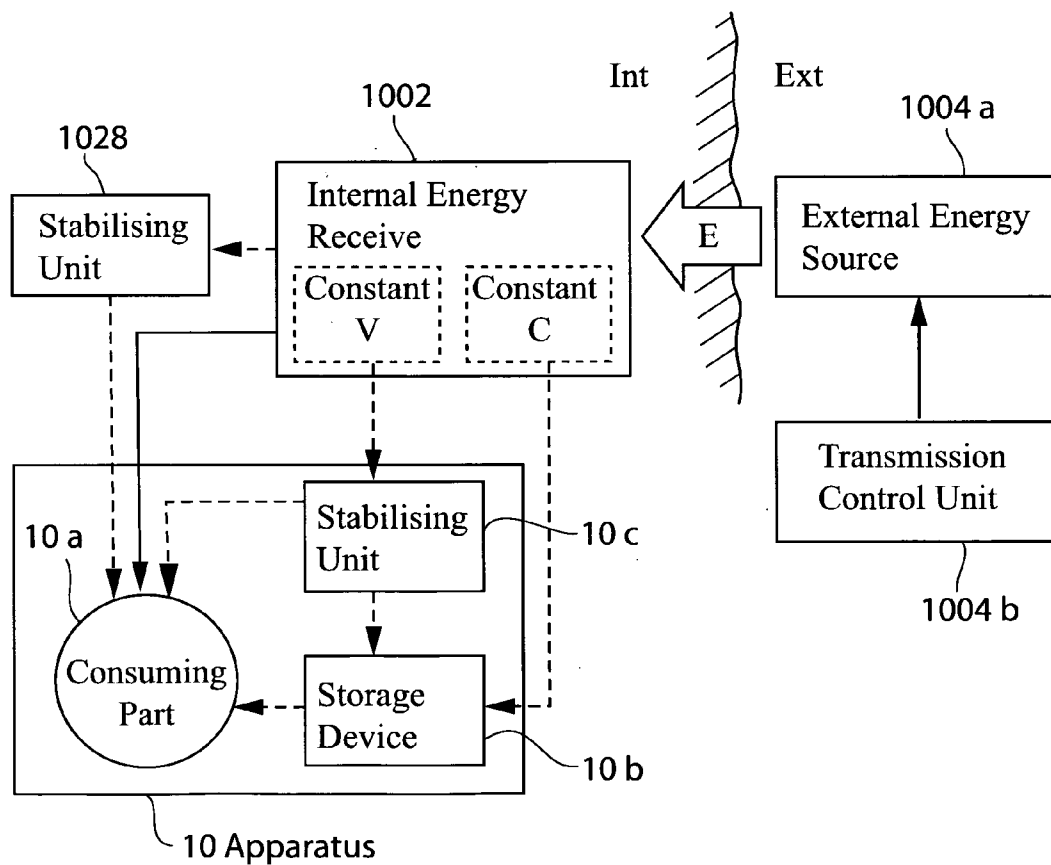 Int
Ext
1002
1004 a
1028
Stabilising
Unit
Internal Energy
Receive
Constant
V
Constant
C
E
External Energy
Source
Transmission
Control Unit
1004 b
10 a
Stabilising
Unit
10 c
Consuming
Part
Storage
Device
10 b
10 Apparatus